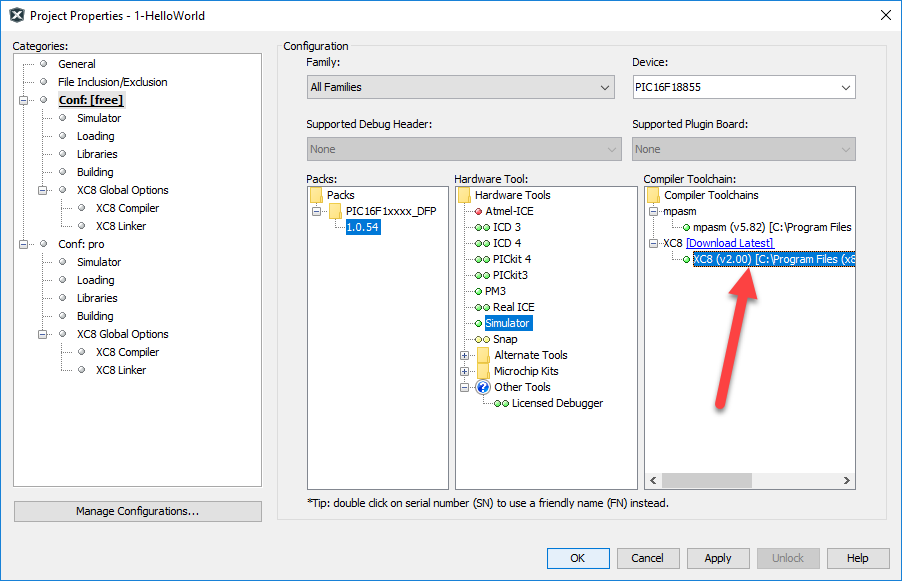 Project Properties - 1-HelloWorld
Categories:
General
File Inclusion/Exclusion
Conf: [free]
Simulator
Loading
Libraries
Building
XC8 Global Options
XC8 Compiler
XC8 Linker
Conf: pro
Simulator
Loading
Libraries
Building
XC8 Global Options
XC8 Compiler
XC8 Linker
Manage Configurations...
Configuration
Family:
All Families
Device:
PIC16F18855
Supported Debug Header:
None
Supported Plugin Board:
None
Packs:
Packs
PIC16F1xxxx_DFP
1.0.54
Hardware Tool:
Hardware Tools
Atmel-ICE
ICD 3
ICD 4
PICkit 4
PICkit3
PM3
Real ICE
Simulator
Snap
Alternate Tools
Microchip Kits
Other Tools
Licensed Debugger
Compiler Toolchain:
Compiler Toolchains
mpasm
mpasm (v5.82) [C:\Program Files
XC8 [Download Latest]
XC8 (v2.00) [C:\Program Files (x8
*Tip: double click on serial number (SN) to use a friendly name (FN) instead.
OK
Cancel
Apply
Unlock
Help